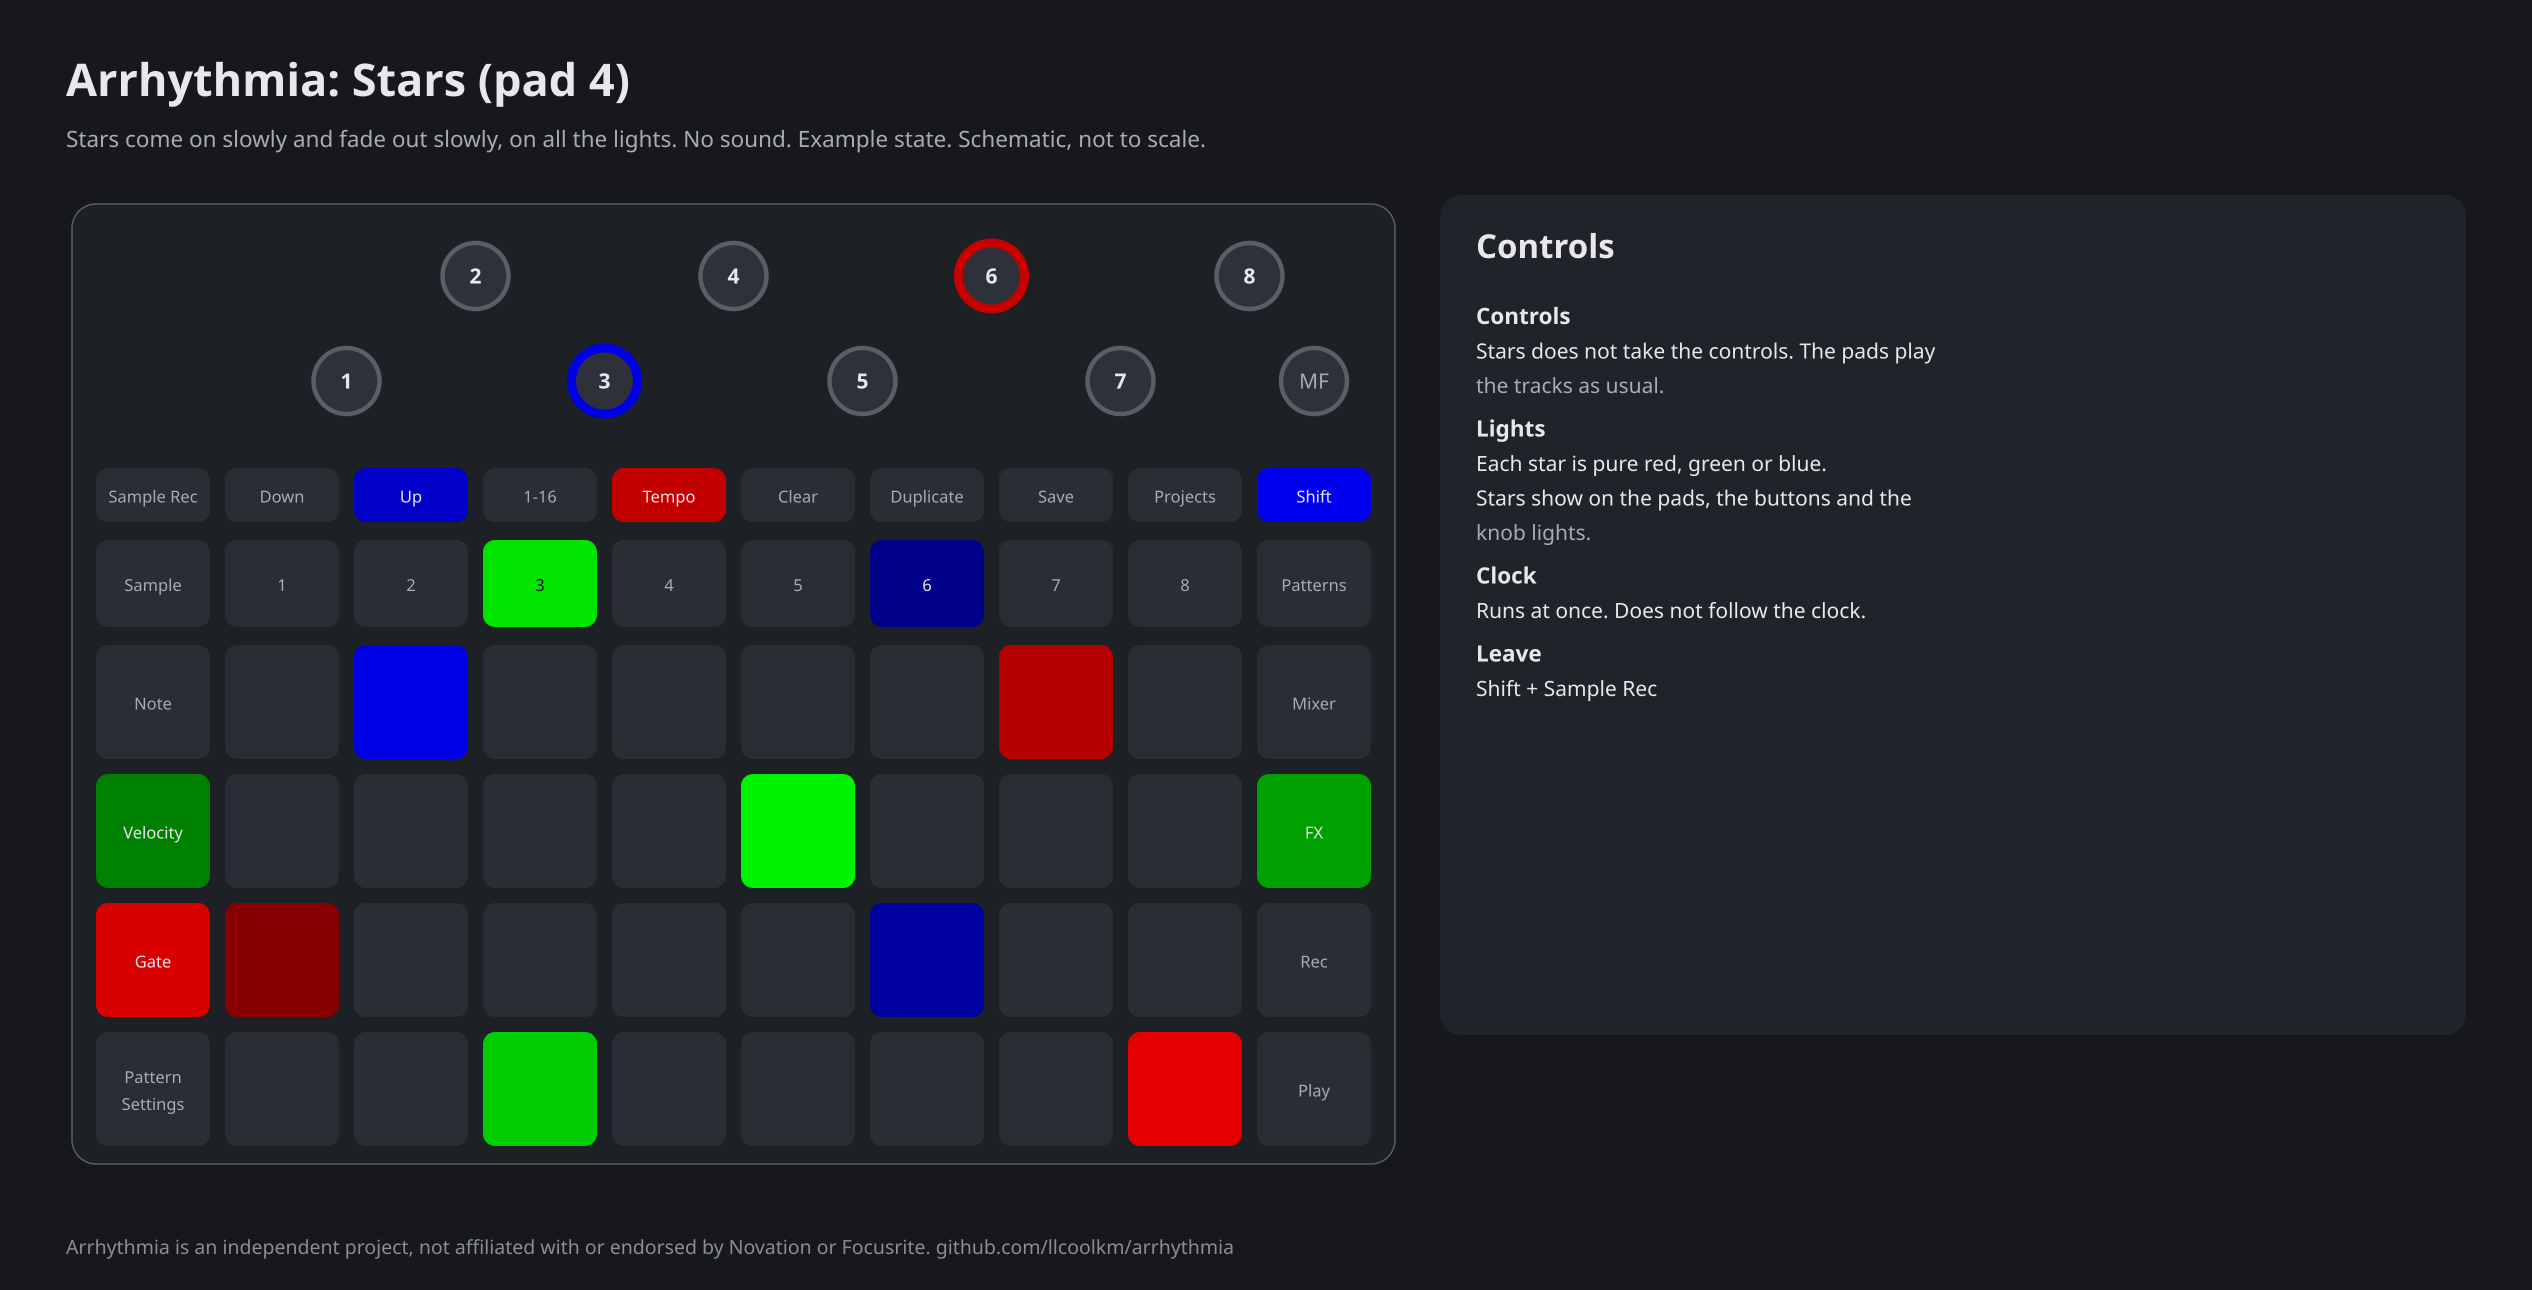 Arrhythmia: Stars (pad 4)
Stars come on slowly and fade out slowly, on all the lights. No sound. Example state. Schematic, not to scale.
2 4 6 8
1 3 5 7 MF
Sample Rec Down Up 1-16 Tempo Clear Duplicate Save Projects Shift
Sample 1 2 3 4 5 6 7 8 Patterns
Note Mixer
Velocity FX
Gate Rec
Pattern
Settings
Play
Controls
Controls
Stars does not take the controls. The pads play
the tracks as usual.
Lights
Each star is pure red, green or blue.
Stars show on the pads, the buttons and the
knob lights.
Clock
Runs at once. Does not follow the clock.
Leave
Shift + Sample Rec
Arrhythmia is an independent project, not affiliated with or endorsed by Novation or Focusrite. github.com/llcoolkm/arrhythmia